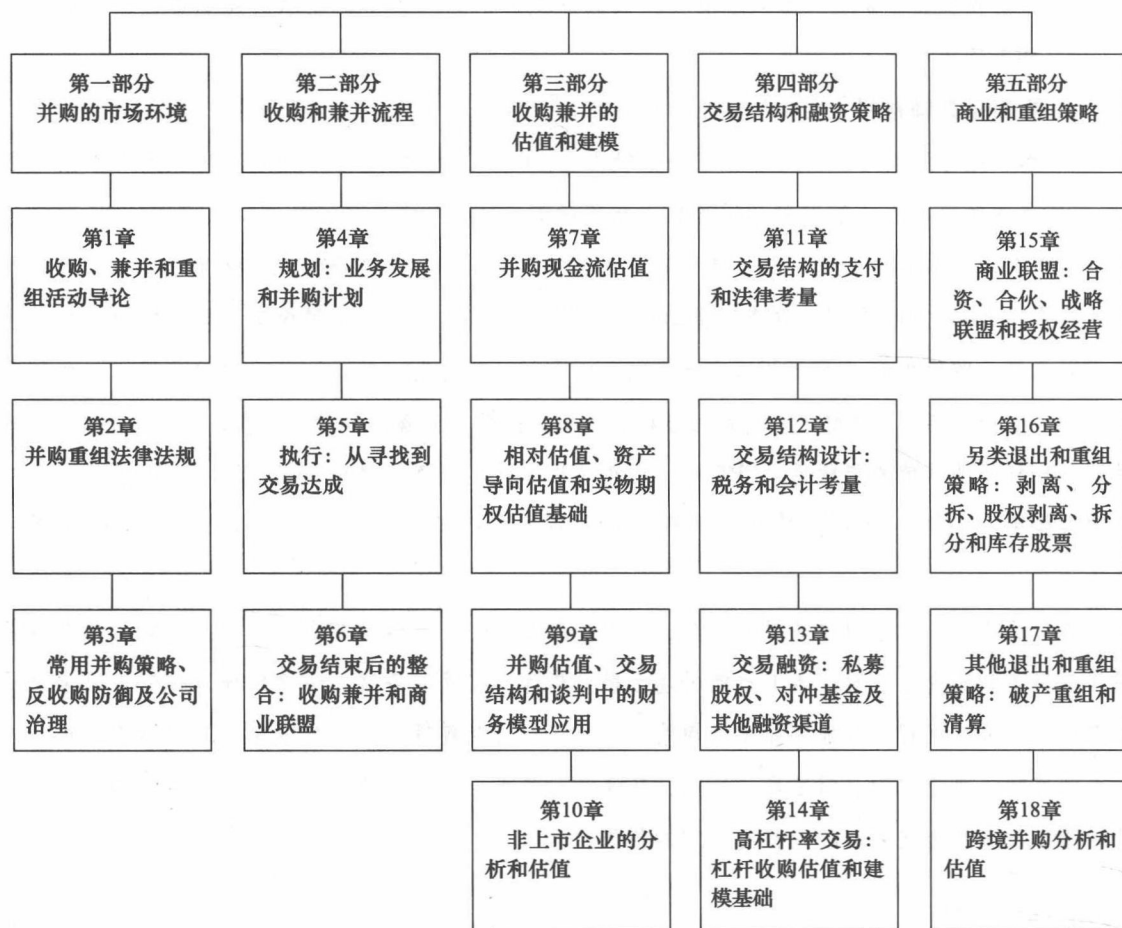 第一部分
并购的市场环境
第二部分
收购和兼并流程
第三部分
收购兼并的
估值和建模
第四部分
交易结构和融资策略
第五部分
商业和重组策略
第1章
收购、兼并和重
组活动导论
第4章
规划：业务发展
和并购计划
第7章
并购现金流估值
第11章
交易结构的支付
和法律考量
第15章
商业联盟：合
资、合伙、战略
联盟和授权经营
第2章
并购重组法律法规
第5章
执行：从寻找到
交易达成
第8章
相对估值、资产
导向估值和实物期
权估值基础
第12章
交易结构设计：
税务和会计考量
第16章
另类退出和重组
策略：剥离、分
拆、股权剥离、拆
分和库存股票
第3章
常用并购策略、
反收购防御及公司
治理
第6章
交易结束后的整
合：收购兼并和商
业联盟
第9章
并购估值、交易
结构和谈判中的财
务模型应用
第13章
交易融资：私募
股权、对冲基金及
其他融资渠道
第17章
其他退出和重组
策略：破产重组和
清算
第10章
非上市企业的分
析和估值
第14章
高杠杆率交易：
杠杆收购估值和建
模基础
第18章
跨境并购分析和
估值